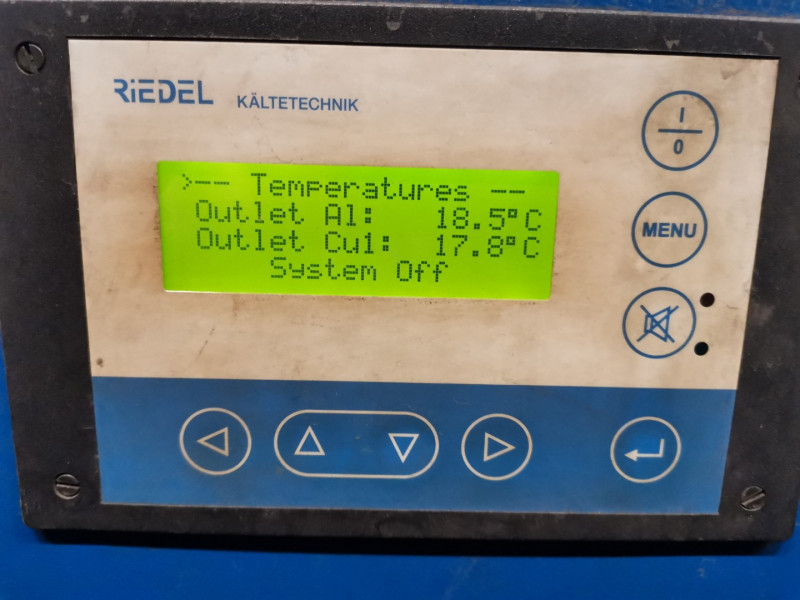 RiEDEL KÄLTETECHNIK
>-- Temperatures --
Outlet Al: 18.5°C
Outlet Cu1: 17.8°C
System Off
I
0
MENU